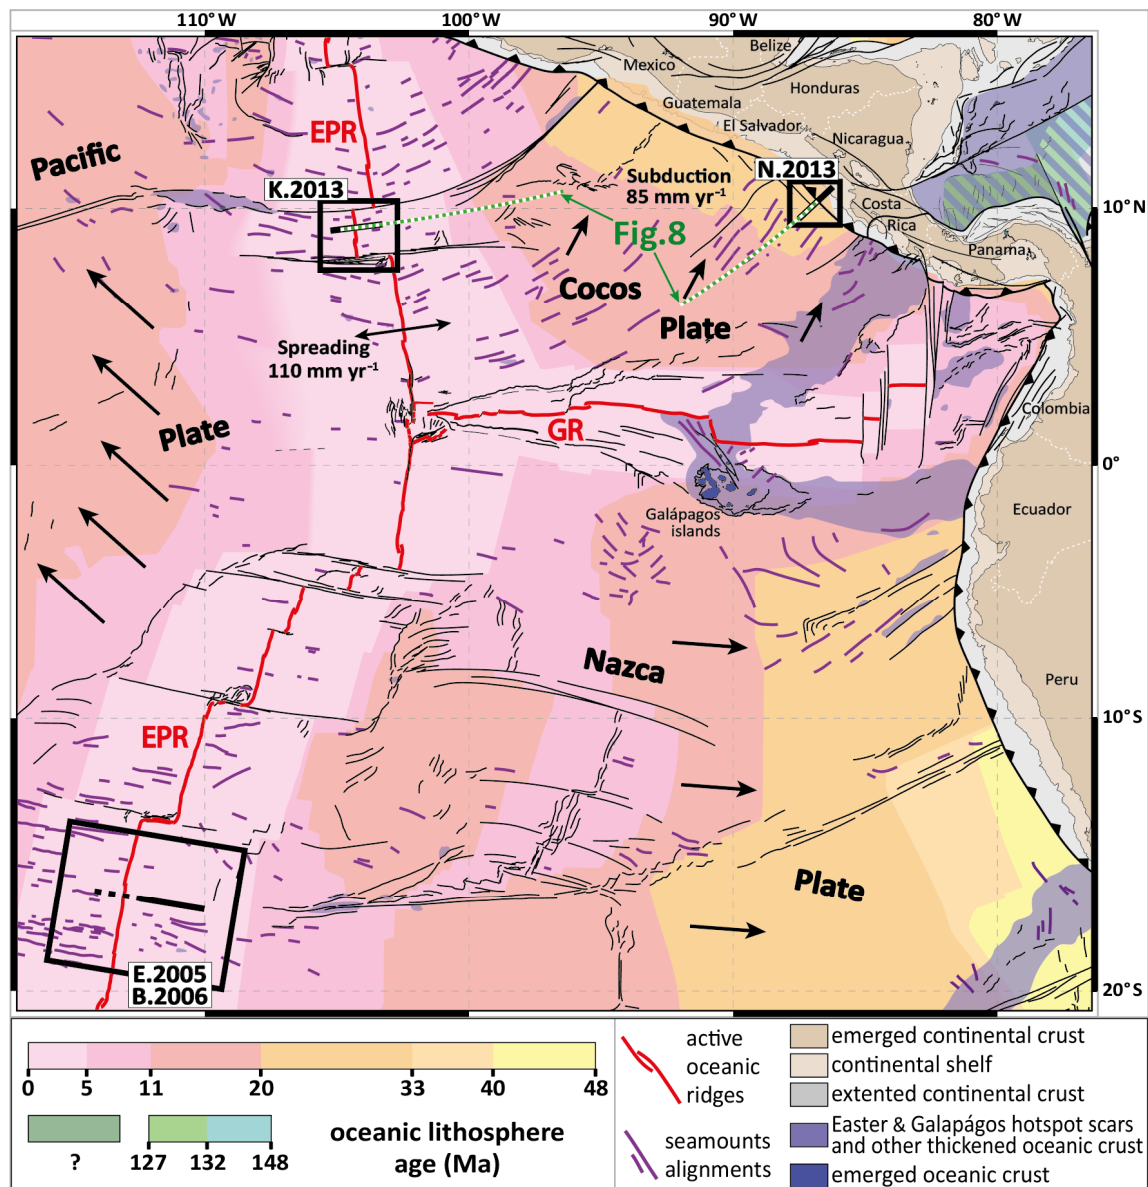 110°W
100°W
90°W
80°W
Belize
Mexico
Honduras
Guatemala
El Salvador
Nicaragua
EPR
Pacific
K.2013
Subduction
85 mm yr⁻¹
N.2013
Costa
Rica
10°N
Fig.8
Panama
Cocos
Plate
Spreading
110 mm yr⁻¹
Plate
GR
Colombia
0°
Galápagos
islands
Ecuador
Nazca
Peru
EPR
10°S
Plate
E.2005
B.2006
20°S
0
5
11
20
33
40
48
?
127
132
148
oceanic lithosphere
age (Ma)
active
oceanic
ridges
seamounts
alignments
emerged continental crust
continental shelf
extented continental crust
Easter & Galapágos hotspot scars
and other thickened oceanic crust
emerged oceanic crust